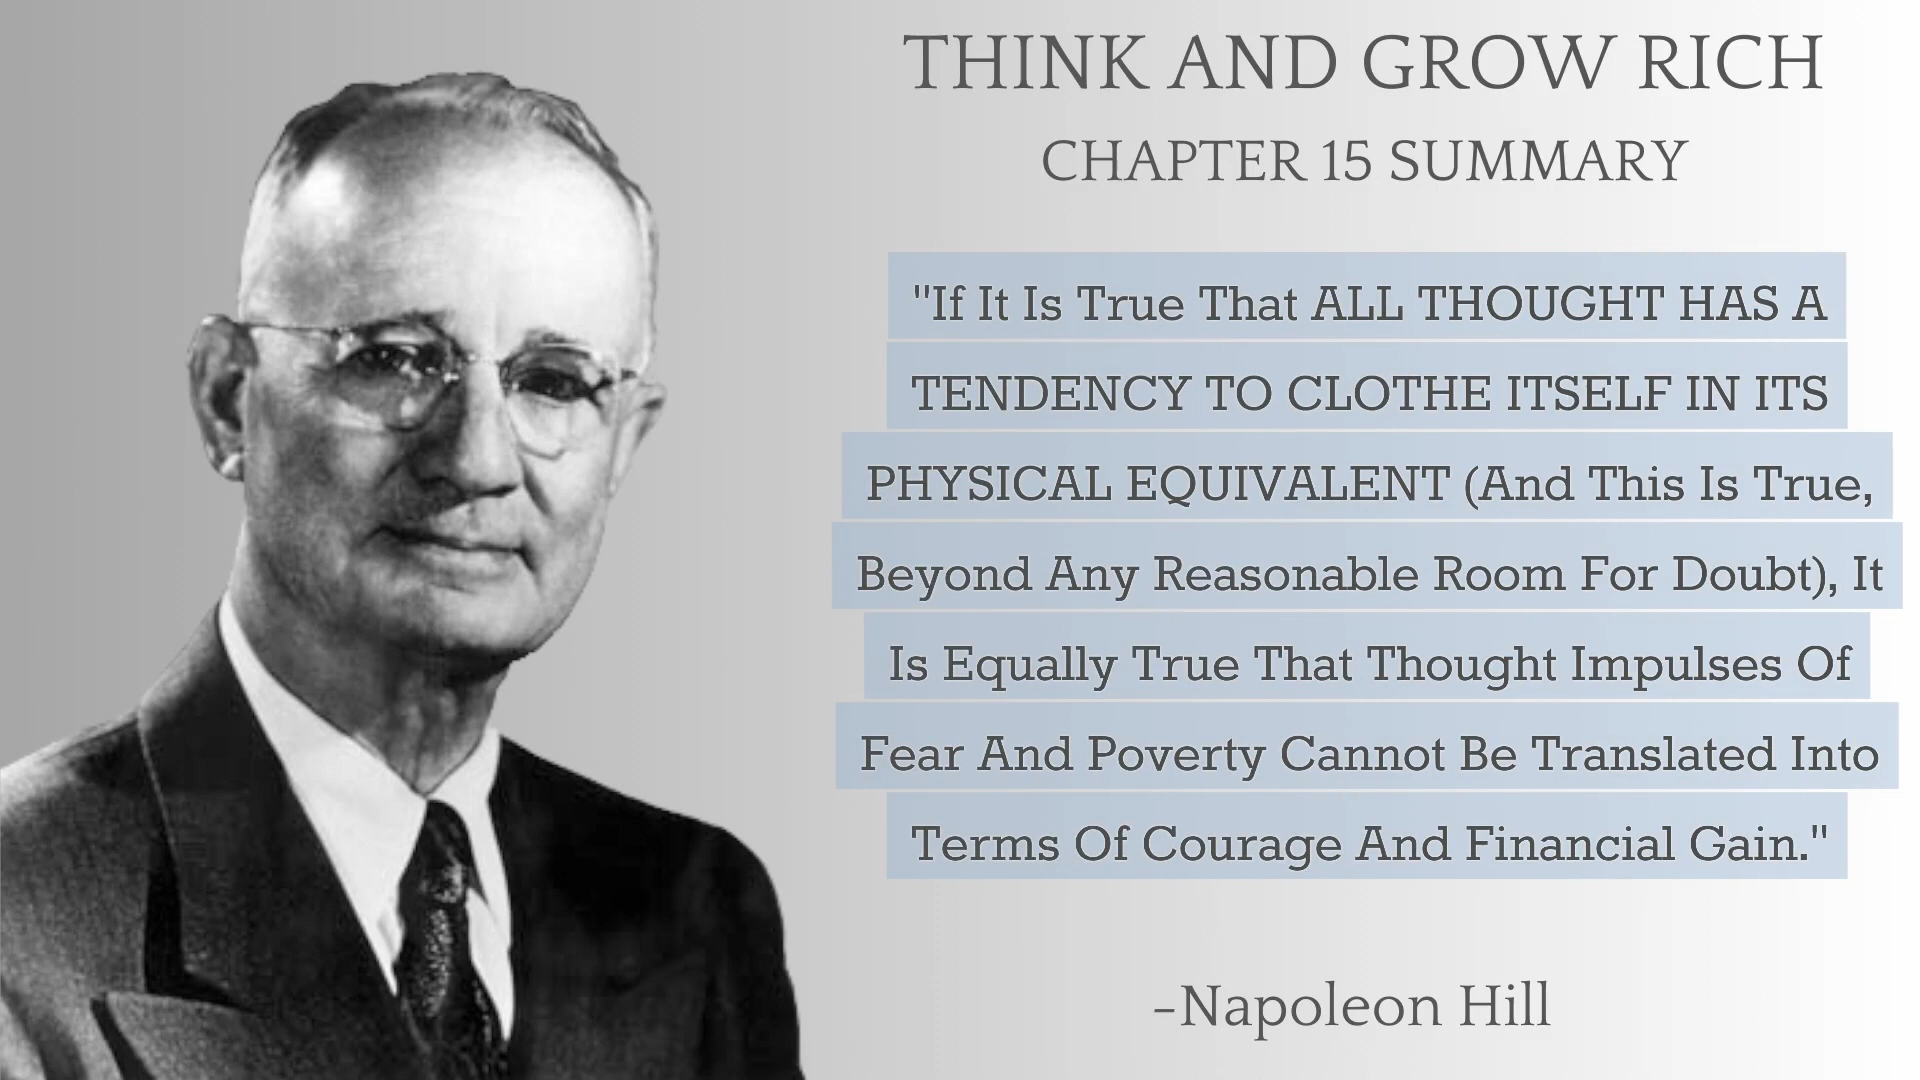 THINK AND GROW RICH
CHAPTER 15 SUMMARY
"If It Is True That ALL THOUGHT HAS A
TENDENCY TO CLOTHE ITSELF IN ITS
PHYSICAL EQUIVALENT (And This Is True,
Beyond Any Reasonable Room For Doubt), It
Is Equally True That Thought Impulses Of
Fear And Poverty Cannot Be Translated Into
Terms Of Courage And Financial Gain."
-Napoleon Hill